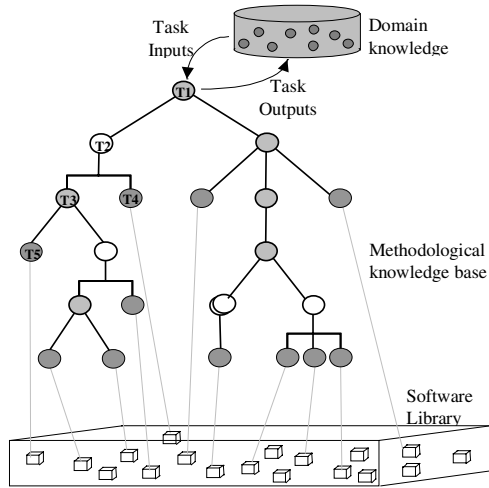 Task
Inputs
Domain
knowledge
Task
Outputs
T1
T2
T3
T4
T5
Methodological
knowledge base
Software
Library